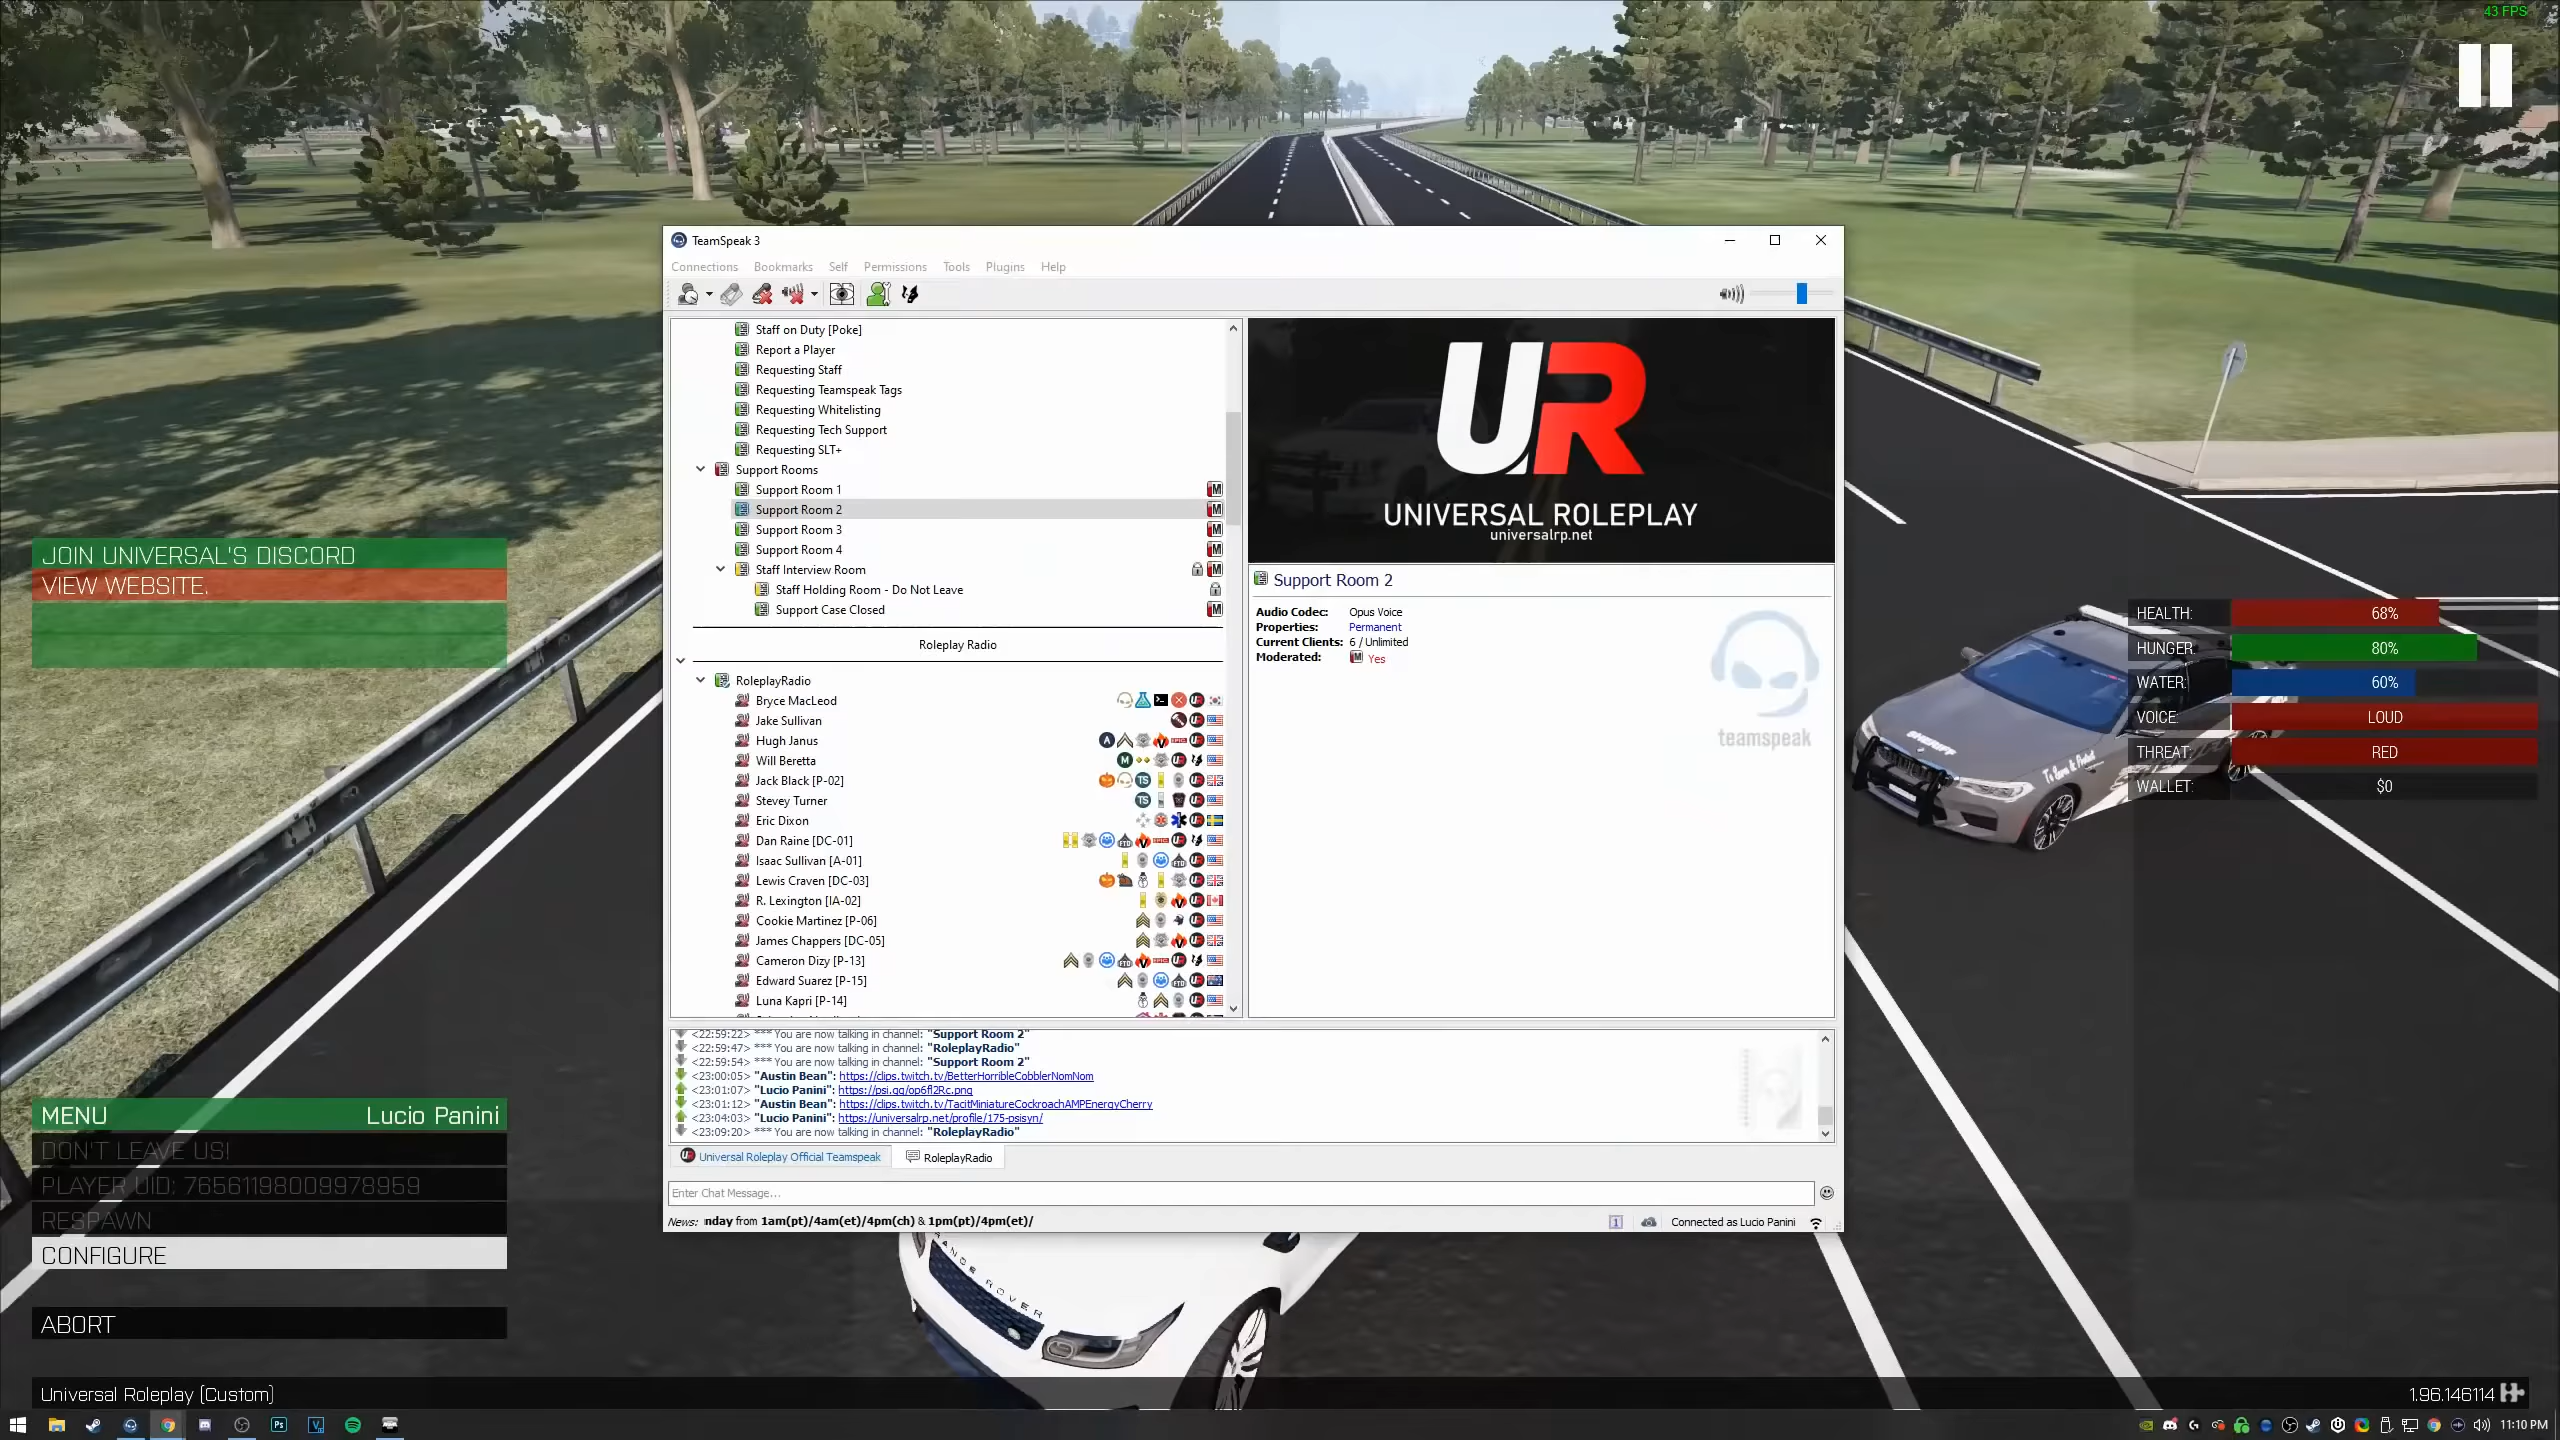 43 FPS
TeamSpeak 3
Connections Bookmarks Self Permissions Tools Plugins Help
Staff on Duty [Poke]
Report a Player
Requesting Staff
Requesting Teamspeak Tags
Requesting Whitelisting
Requesting Tech Support
Requesting SLT+
Support Rooms
Support Room 1
Support Room 2
Support Room 3
Support Room 4
Staff Interview Room
Staff Holding Room - Do Not Leave
Support Case Closed
Roleplay Radio
RoleplayRadio
Bryce MacLeod
Jake Sullivan
Hugh Janus
Will Beretta
Jack Black [P-02]
Stevey Turner
Eric Dixon
Dan Raine [DC-01]
Isaac Sullivan [A-01]
Lewis Craven [DC-03]
R. Lexington [IA-02]
Cookie Martinez [P-06]
James Chappers [DC-05]
Cameron Dizy [P-13]
Edward Suarez [P-15]
Luna Kapri [P-14]
UR
UNIVERSAL ROLEPLAY
universalrp.net
Support Room 2
Audio Codec: Opus Voice
Properties: Permanent
Current Clients: 6 / Unlimited
Moderated: Yes
teamspeak
<22:59:22> *** You are now talking in channel: "Support Room 2"
<22:59:47> *** You are now talking in channel: "RoleplayRadio"
<22:59:54> *** You are now talking in channel: "Support Room 2"
<23:00:05> "Austin Bean": https://clips.twitch.tv/BetterHorribleCobblerNomNom
<23:01:07> "Lucio Panini": https://psi.gg/op6fl2Rc.png
<23:01:12> "Austin Bean": https://clips.twitch.tv/TacitMiniatureCockroachAMPEnergyCherry
<23:04:03> "Lucio Panini": https://universalrp.net/profile/175-psisyn/
<23:09:20> *** You are now talking in channel: "RoleplayRadio"
Universal Roleplay Official Teamspeak RoleplayRadio
Enter Chat Message...
News: nday from 1am(pt)/4am(et)/4pm(ch) & 1pm(pt)/4pm(et)/
1 Connected as Lucio Panini
JOIN UNIVERSAL'S DISCORD
VIEW WEBSITE.
MENU Lucio Panini
DON'T LEAVE US!
PLAYER UID: 76561198009978959
RESPAWN
CONFIGURE
ABORT
HEALTH: 68%
HUNGER: 80%
WATER: 60%
VOICE: LOUD
THREAT: RED
WALLET: $0
SHERIFF
To Serve & Protect
RANGE ROVER
Universal Roleplay (Custom)
1.96.146114
11:10 PM